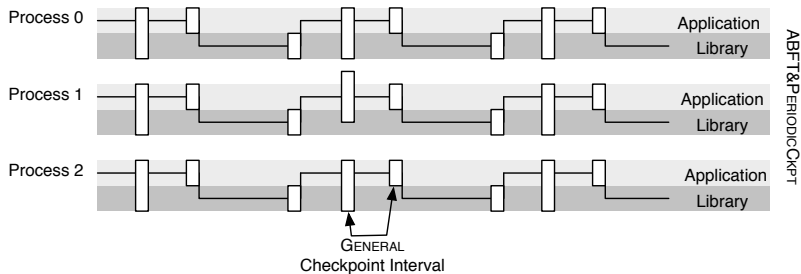 Process 0
Application
Library
Process 1
Application
Library
Process 2
Application
Library
GENERAL
Checkpoint Interval
ABFT&PERIODICCKPT